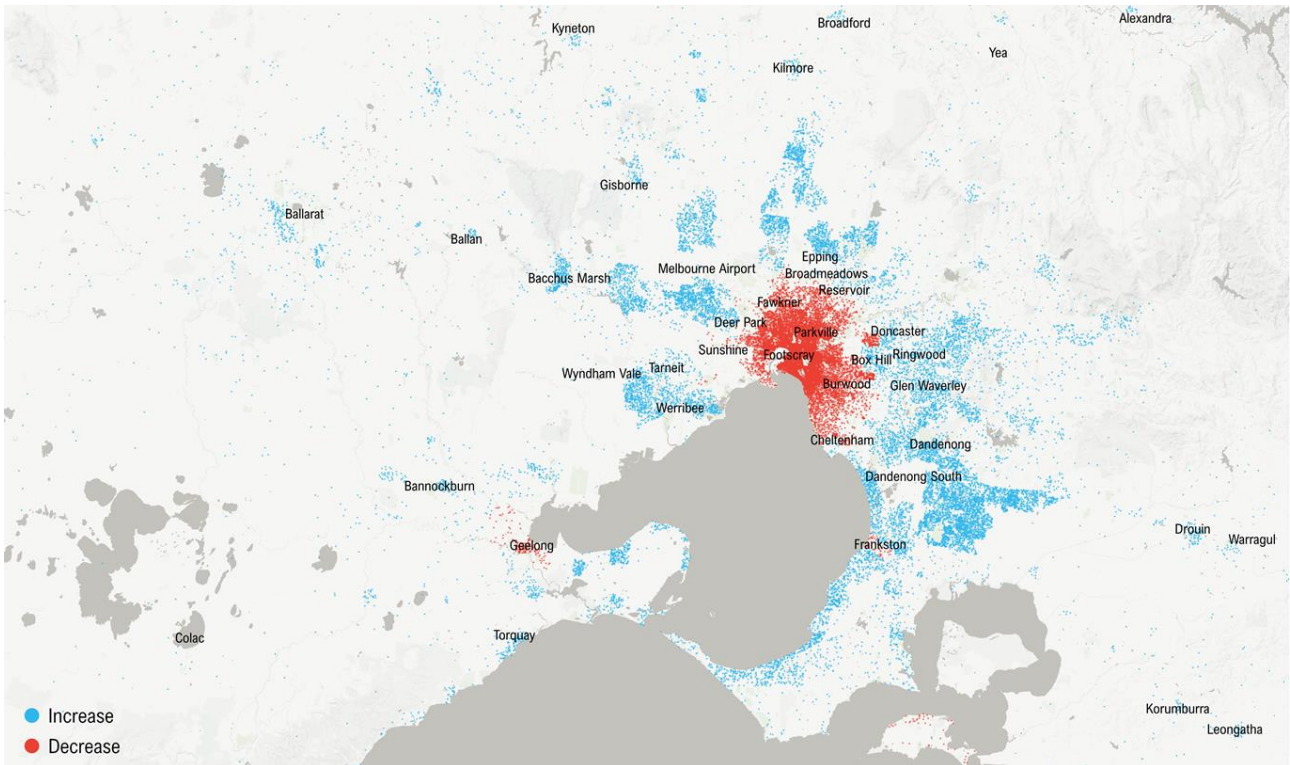 Alexandra
Broadford
Kyneton
Yea
Kilmore
Gisborne
Ballarat
Ballan
Epping
Melbourne Airport
Broadmeadows
Bacchus Marsh
Reservoir
Fawkner
Deer Park
Parkville
Doncaster
Sunshine
Footscray
Box Hill
Ringwood
Tarneit
Wyndham Vale
Burwood
Glen Waverley
Werribee
Cheltenham
Dandenong
Dandenong South
Bannockburn
Drouin
Warragul
Geelong
Frankston
Torquay
Colac
Korumburra
Increase
Leongatha
Decrease